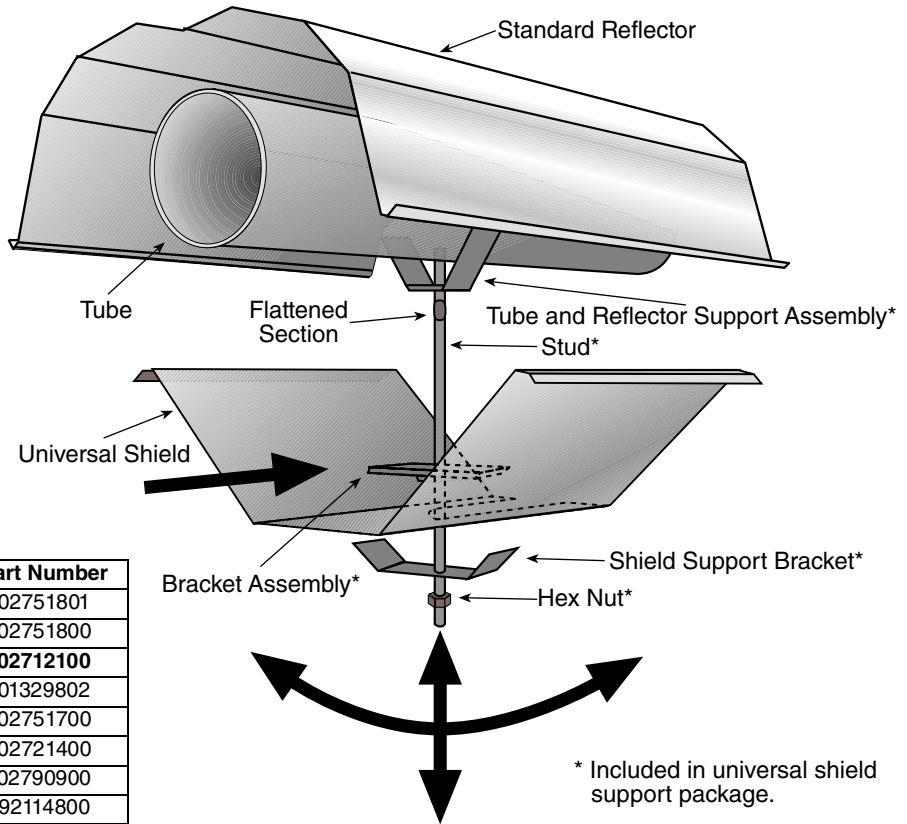 Standard Reflector
Tube
Flattened
Section
Tube and Reflector Support Assembly*
Stud*
Universal Shield
Bracket Assembly*
Shield Support Bracket*
Hex Nut*
art Number
02751801
02751800
02712100
01329802
02751700
02721400
02790900
92114800
* Included in universal shield
support package.